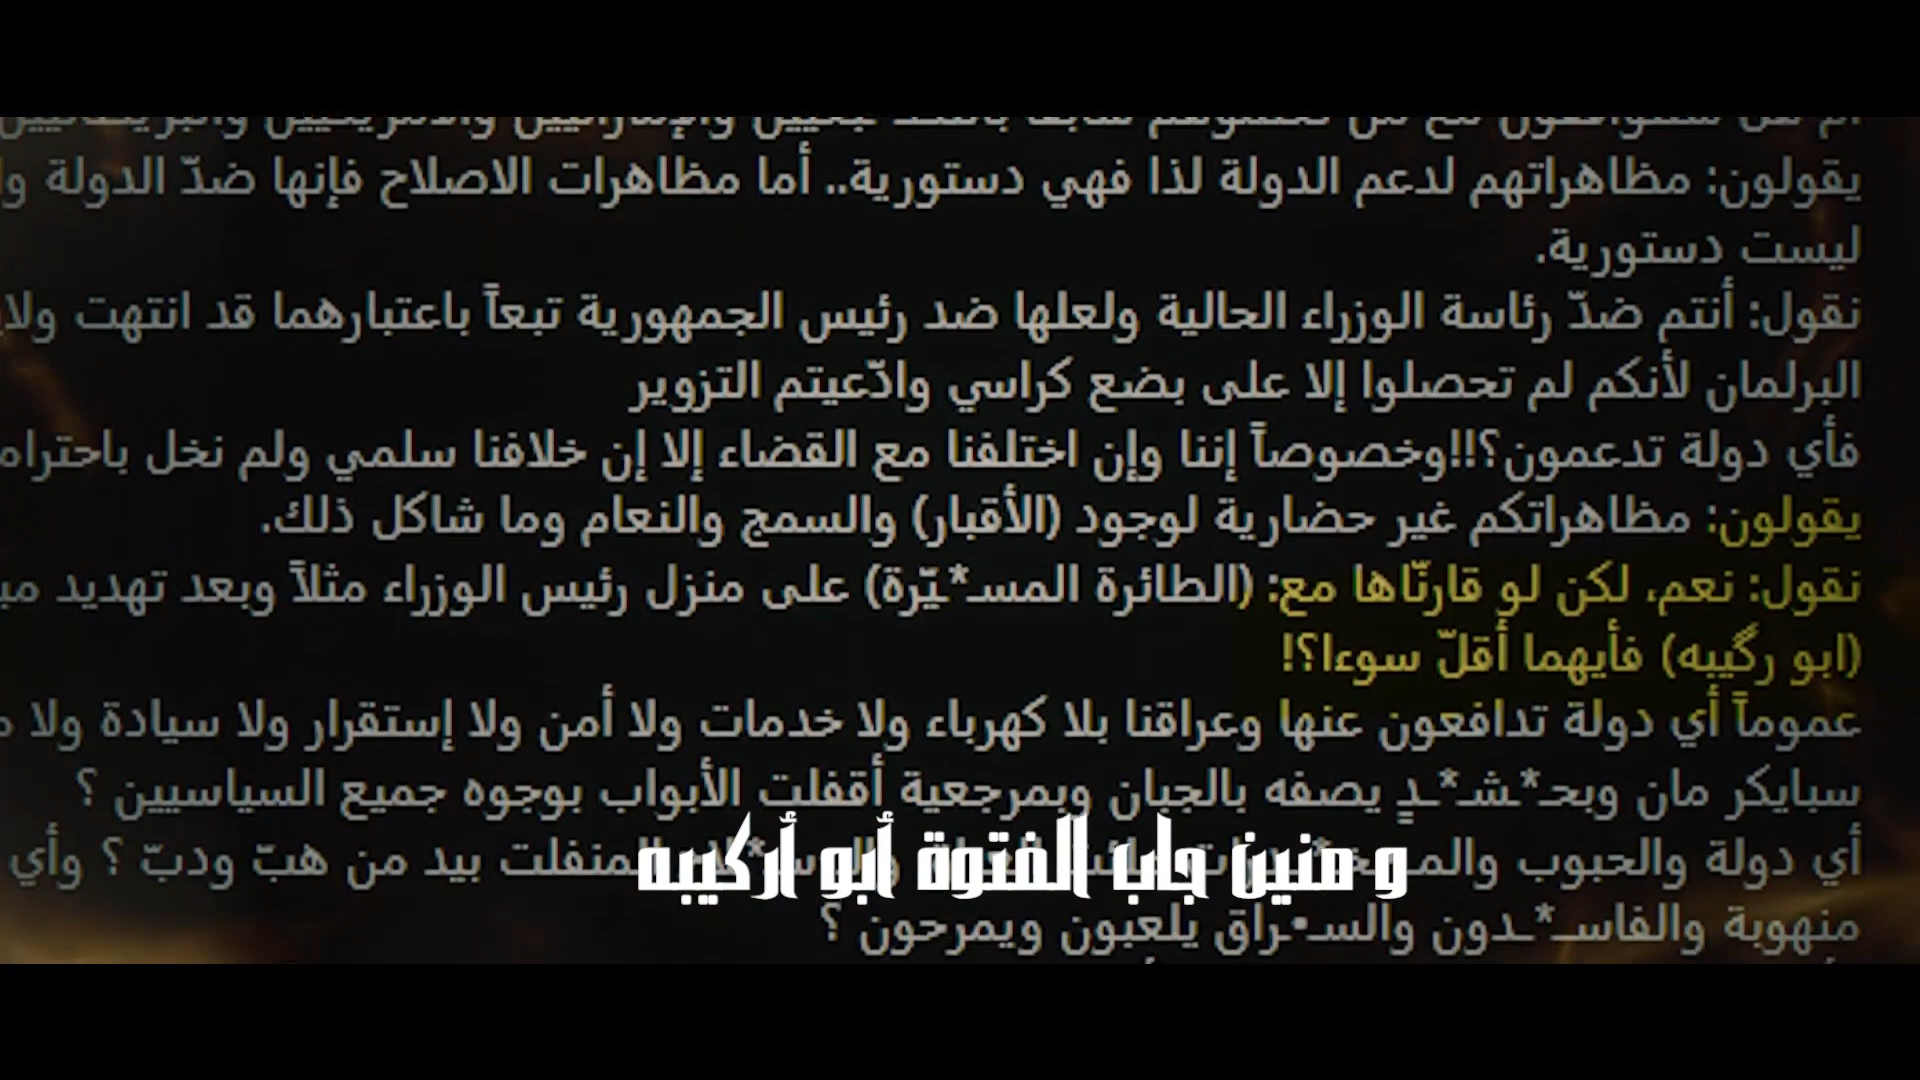 يقولون: مظاهراتهم لدعم الدولة لذا فهي دستورية.. أما مظاهرات الاصلاح فإنها ضدّ الدولة
ليست دستورية.
نقول: أنتم ضدّ رئاسة الوزراء الحالية ولعلها ضد رئيس الجمهورية تبعاً باعتبارهما قد انتهت
البرلمان لأنكم لم تحصلوا إلا على بضع كراسي وادّعيتم التزوير
فأي دولة تدعمون؟!!وخصوصاً إننا وإن اختلفنا مع القضاء إلا إن خلافنا سلمي ولم نخل
يقولون: مظاهراتكم غير حضارية لوجود (الأقبار) والسمج والنعام وما شاكل ذلك.
نقول: نعم، لكن لو قارنّاها مع: (الطائرة المسـ*ـيّرة) على منزل رئيس الوزراء مثلاً وبعد تهديد
(ابو رگيبه) فأيهما أقلّ سوءا؟!
عموماً أي دولة تدافعون عنها وعراقنا بلا كهرباء ولا خدمات ولا أمن ولا إستقرار ولا سيادة ولا
سبايكر مان وبحـ*ـشـ*ـدٍ يصفه بالجبان وبمرجعية أقفلت الأبواب بوجوه جميع السياسيين ؟
أي دولة والحبوب المنفلت بيد من هبّ ودبّ ؟ وأي
و منين جاب الفتوة أبو أركيبه
منهوبة والفاسـ*ـدون والسـ•ـراق يلعبون ويمرحون ؟